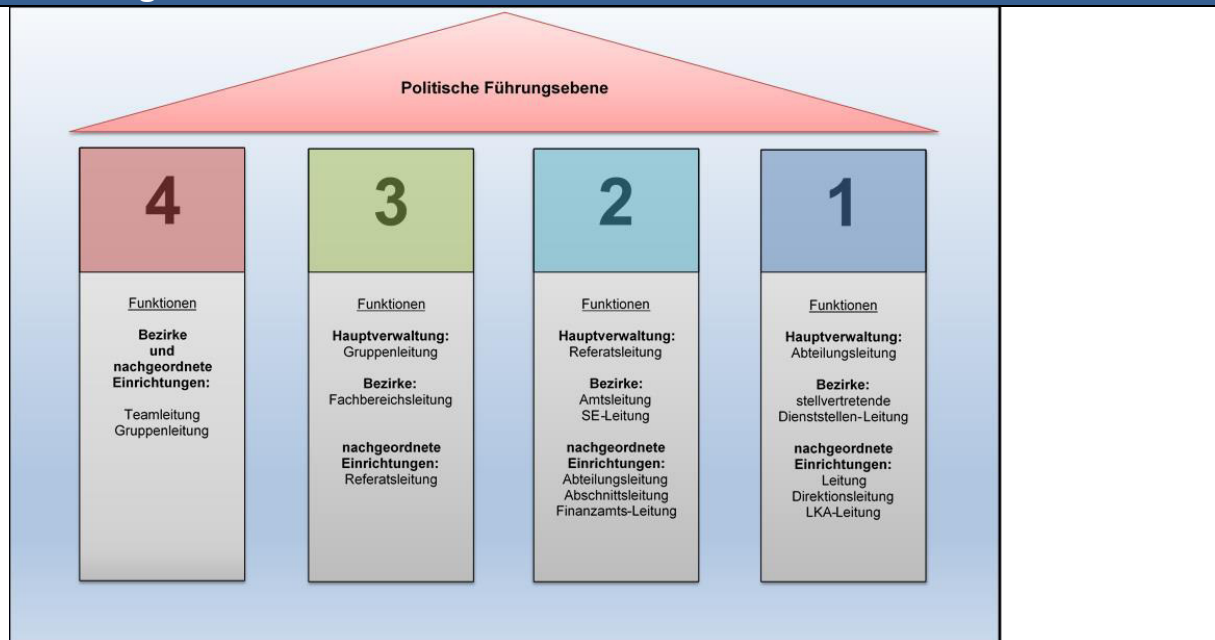 Politische Führungsebene
4
Funktionen
Bezirke
und
nachgeordnete
Einrichtungen:
Teamleitung
Gruppenleitung
3
Funktionen
Hauptverwaltung:
Gruppenleitung
Bezirke:
Fachbereichsleitung
nachgeordnete
Einrichtungen:
Referatsleitung
2
Funktionen
Hauptverwaltung:
Referatsleitung
Bezirke:
Amtsleitung
SE-Leitung
nachgeordnete
Einrichtungen:
Abteilungsleitung
Abschnittsleitung
Finanzamts-Leitung
1
Funktionen
Hauptverwaltung:
Abteilungsleitung
Bezirke:
stellvertretende
Dienststellen-Leitung
nachgeordnete
Einrichtungen:
Leitung
Direktionsleitung
LKA-Leitung